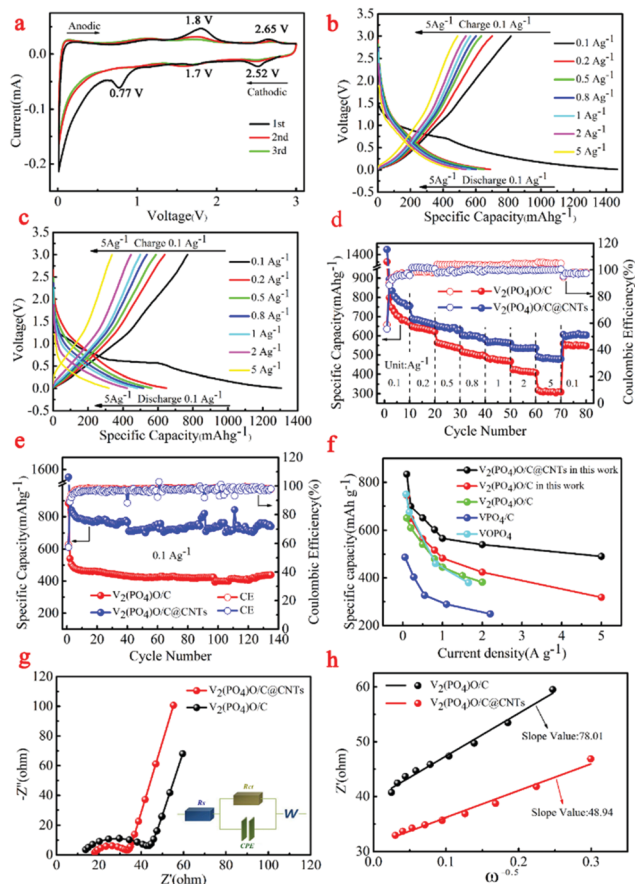 a
Anodic
1.8 V
2.65 V
0.77 V
1.7 V
2.52 V
Cathodic
1st
2nd
3rd
0.0
-0.1
-0.2
Current(mA)
0
1
2
3
Voltage(V)
b
5Ag-1 Charge 0.1 Ag-1
0.1 Ag-1
0.2 Ag-1
0.5 Ag-1
0.8 Ag-1
1 Ag-1
2 Ag-1
5 Ag-1
5Ag-1 Discharge 0.1 Ag-1
3.5
3.0
2.5
2.0
1.5
1.0
0.5
0.0
Voltage(V)
0 200 400 600 800 1000 1200 1400
Specific Capacity(mAhg-1)
c
5Ag-1 Charge 0.1 Ag-1
0.1 Ag-1
0.2 Ag-1
0.5 Ag-1
0.8 Ag-1
1 Ag-1
2 Ag-1
5 Ag-1
5Ag-1 Discharge 0.1 Ag-1
Voltage(V)
Specific Capacity(mAhg-1)
d
V2(PO4)O/C
V2(PO4)O/C@CNTs
Unit:Ag-1
0.1 0.2 0.5 0.8 1 2 5 0.1
1400
900
800
700
600
500
400
300
Specific Capacity(mAhg-1)
120
100
80
60
40
20
0
Coulombic Efficiency(%)
0 10 20 30 40 50 60 70 80
Cycle Number
e
0.1 Ag-1
V2(PO4)O/C
CE
V2(PO4)O/C@CNTs
CE
1600
1000
800
600
400
200
Specific Capacity(mAhg-1)
120
100
80
60
40
20
0
Coulombic Efficiency(%)
0 20 40 60 80 100 120 140
Cycle Number
f
V2(PO4)O/C@CNTs in this work
V2(PO4)O/C in this work
V2(PO4)O/C
VPO4/C
VOPO4
800
600
400
200
Specific capacity(mAh g-1)
0 1 2 3 4 5
Current density(A g-1)
g
V2(PO4)O/C@CNTs
V2(PO4)O/C
Rs
Rct
CPE
W
100
80
60
40
20
0
-Z''(ohm)
0 20 40 60 80 100 120
Z'(ohm)
h
V2(PO4)O/C
V2(PO4)O/C@CNTs
Slope Value:78.01
Slope Value:48.94
60
50
40
30
Z'(ohm)
0.0 0.1 0.2 0.3
ω-0.5